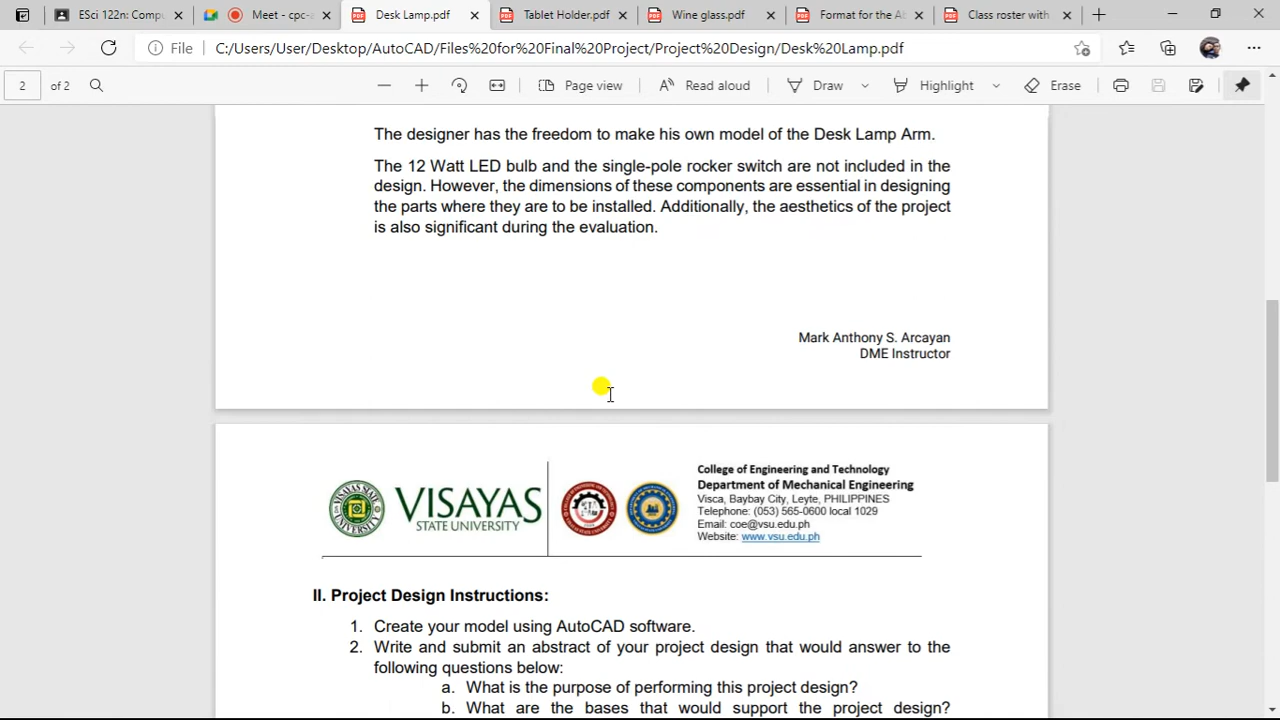 ESci 122n: Compu
Meet - cpc-a
Desk Lamp.pdf
Tablet Holder.pdf
Wine glass.pdf
Format for the Ab
Class roster with
File
C:/Users/User/Desktop/AutoCAD/Files%20for%20Final%20Project/Project%20Design/Desk%20Lamp.pdf
2
of 2
Page view
Read aloud
Draw
Highlight
Erase
The designer has the freedom to make his own model of the Desk Lamp Arm.
The 12 Watt LED bulb and the single-pole rocker switch are not included in the
design. However, the dimensions of these components are essential in designing
the parts where they are to be installed. Additionally, the aesthetics of the project
is also significant during the evaluation.
Mark Anthony S. Arcayan
DME Instructor
VISAYAS
STATE UNIVERSITY
College of Engineering and Technology
Department of Mechanical Engineering
Visca, Baybay City, Leyte, PHILIPPINES
Telephone: (053) 565-0600 local 1029
Email: coe@vsu.edu.ph
Website: www.vsu.edu.ph
II. Project Design Instructions:
1. Create your model using AutoCAD software.
2. Write and submit an abstract of your project design that would answer to the
following questions below:
a. What is the purpose of performing this project design?
b. What are the bases that would support the project design?